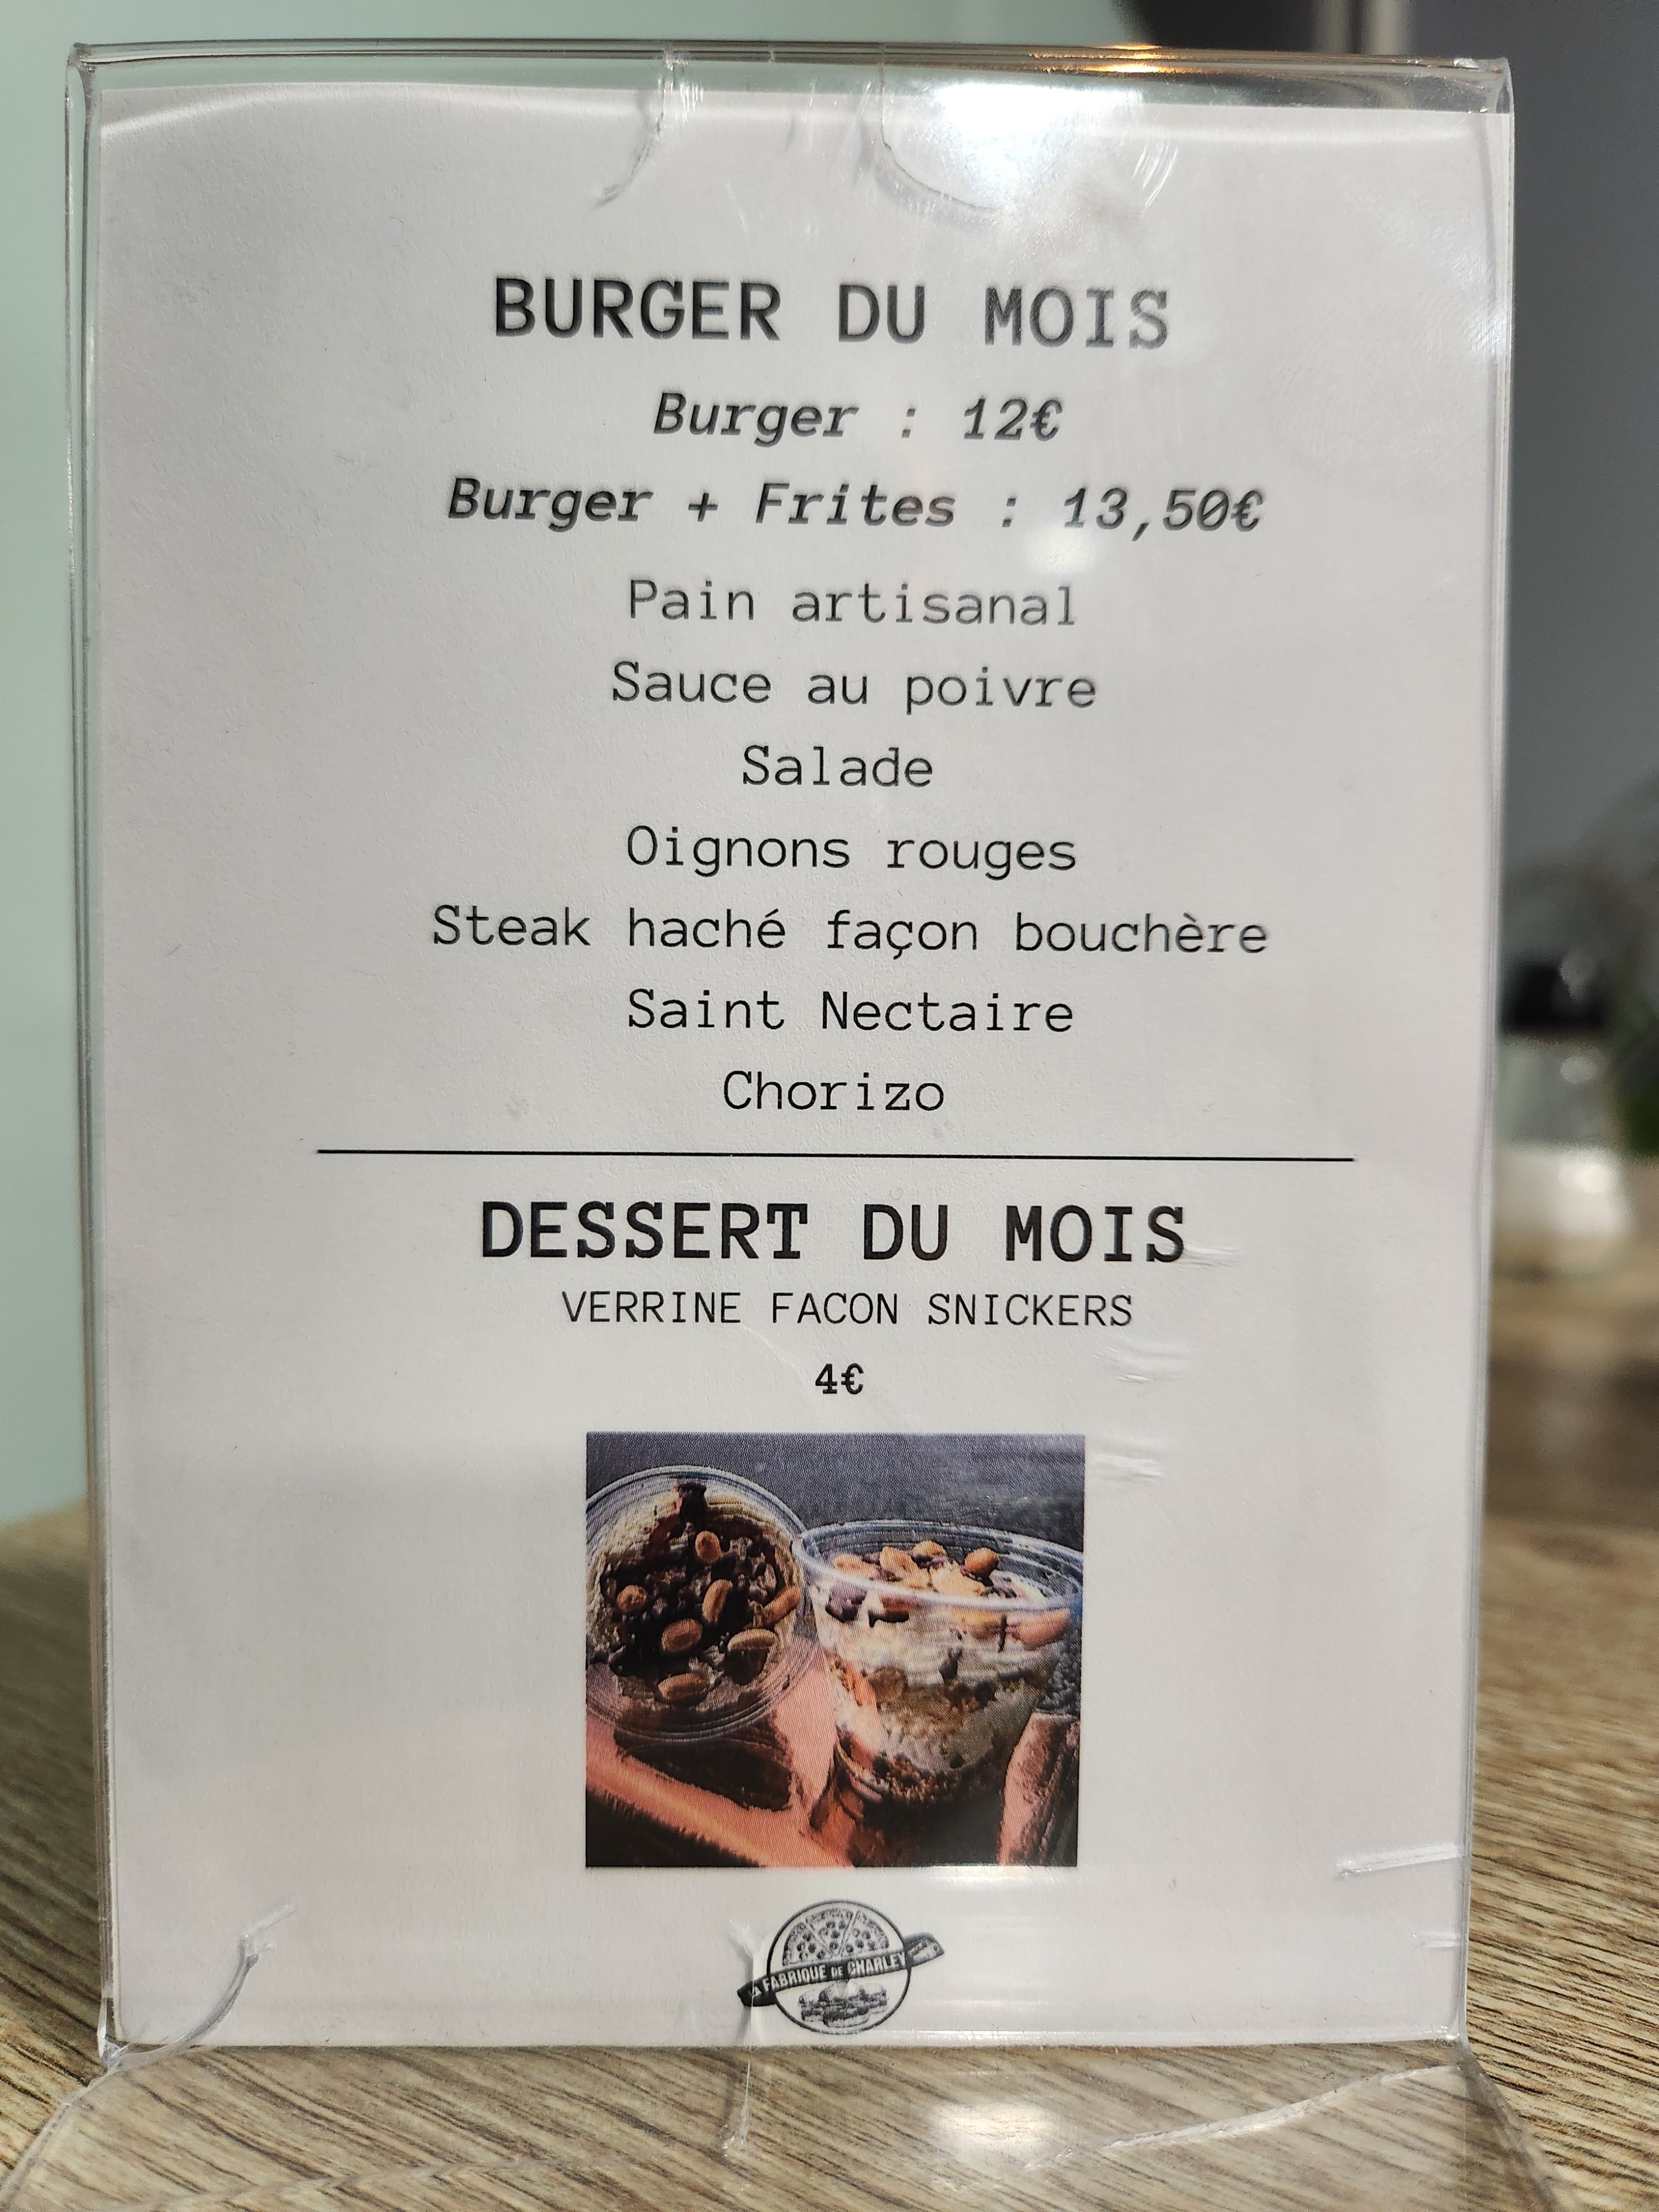 BURGER DU MOIS
Burger : 12€
Burger + Frites : 13,50€
Pain artisanal
Sauce au poivre
Salade
Oignons rouges
Steak haché façon bouchère
Saint Nectaire
Chorizo
DESSERT DU MOIS
VERRINE FACON SNICKERS
4€
LA FABRIQUE DE CHARLEY